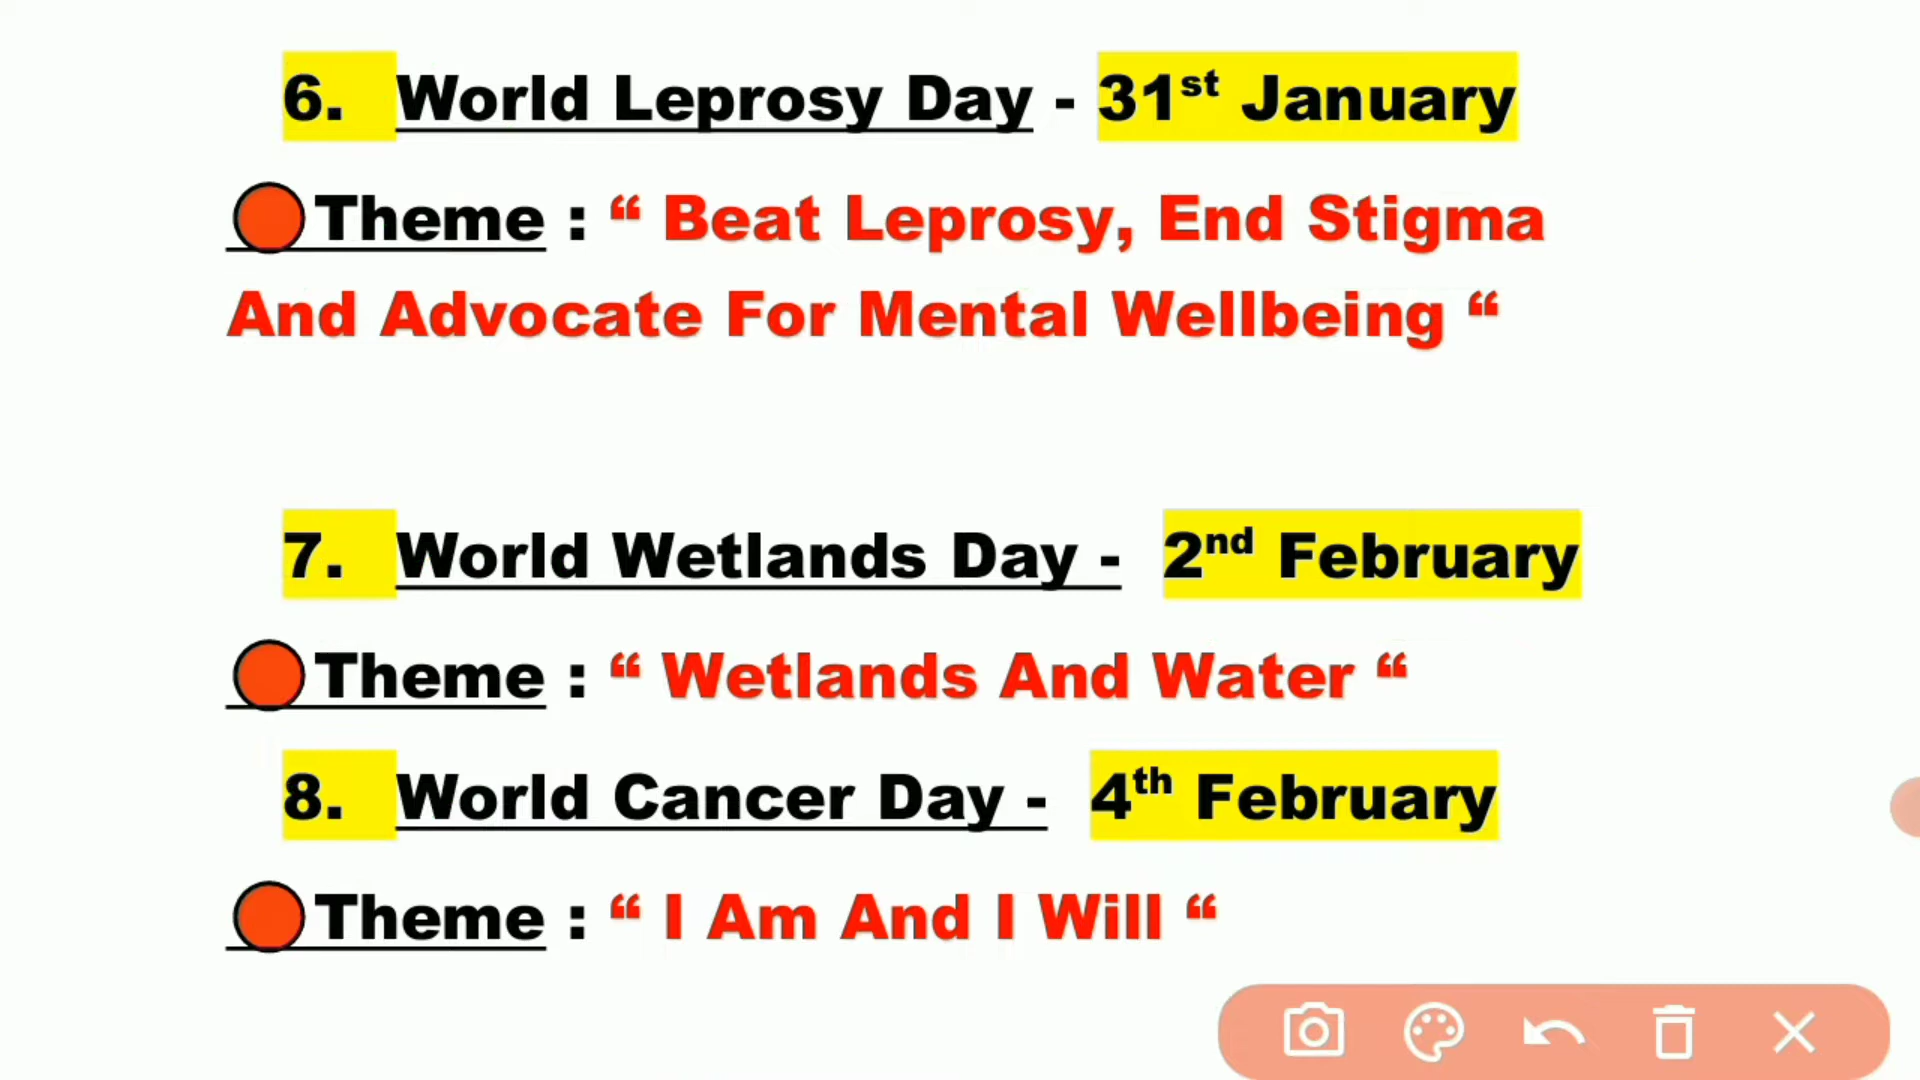 6. World Leprosy Day - 31st January
Theme : “ Beat Leprosy, End Stigma
And Advocate For Mental Wellbeing “
7. World Wetlands Day - 2nd February
Theme : “ Wetlands And Water “
8. World Cancer Day - 4th February
Theme : “ I Am And I Will “